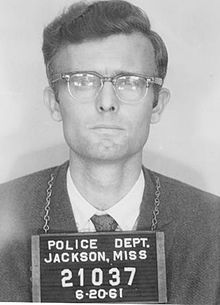 POLICE DEPT.
JACKSON, MISS
21037
6-20-61